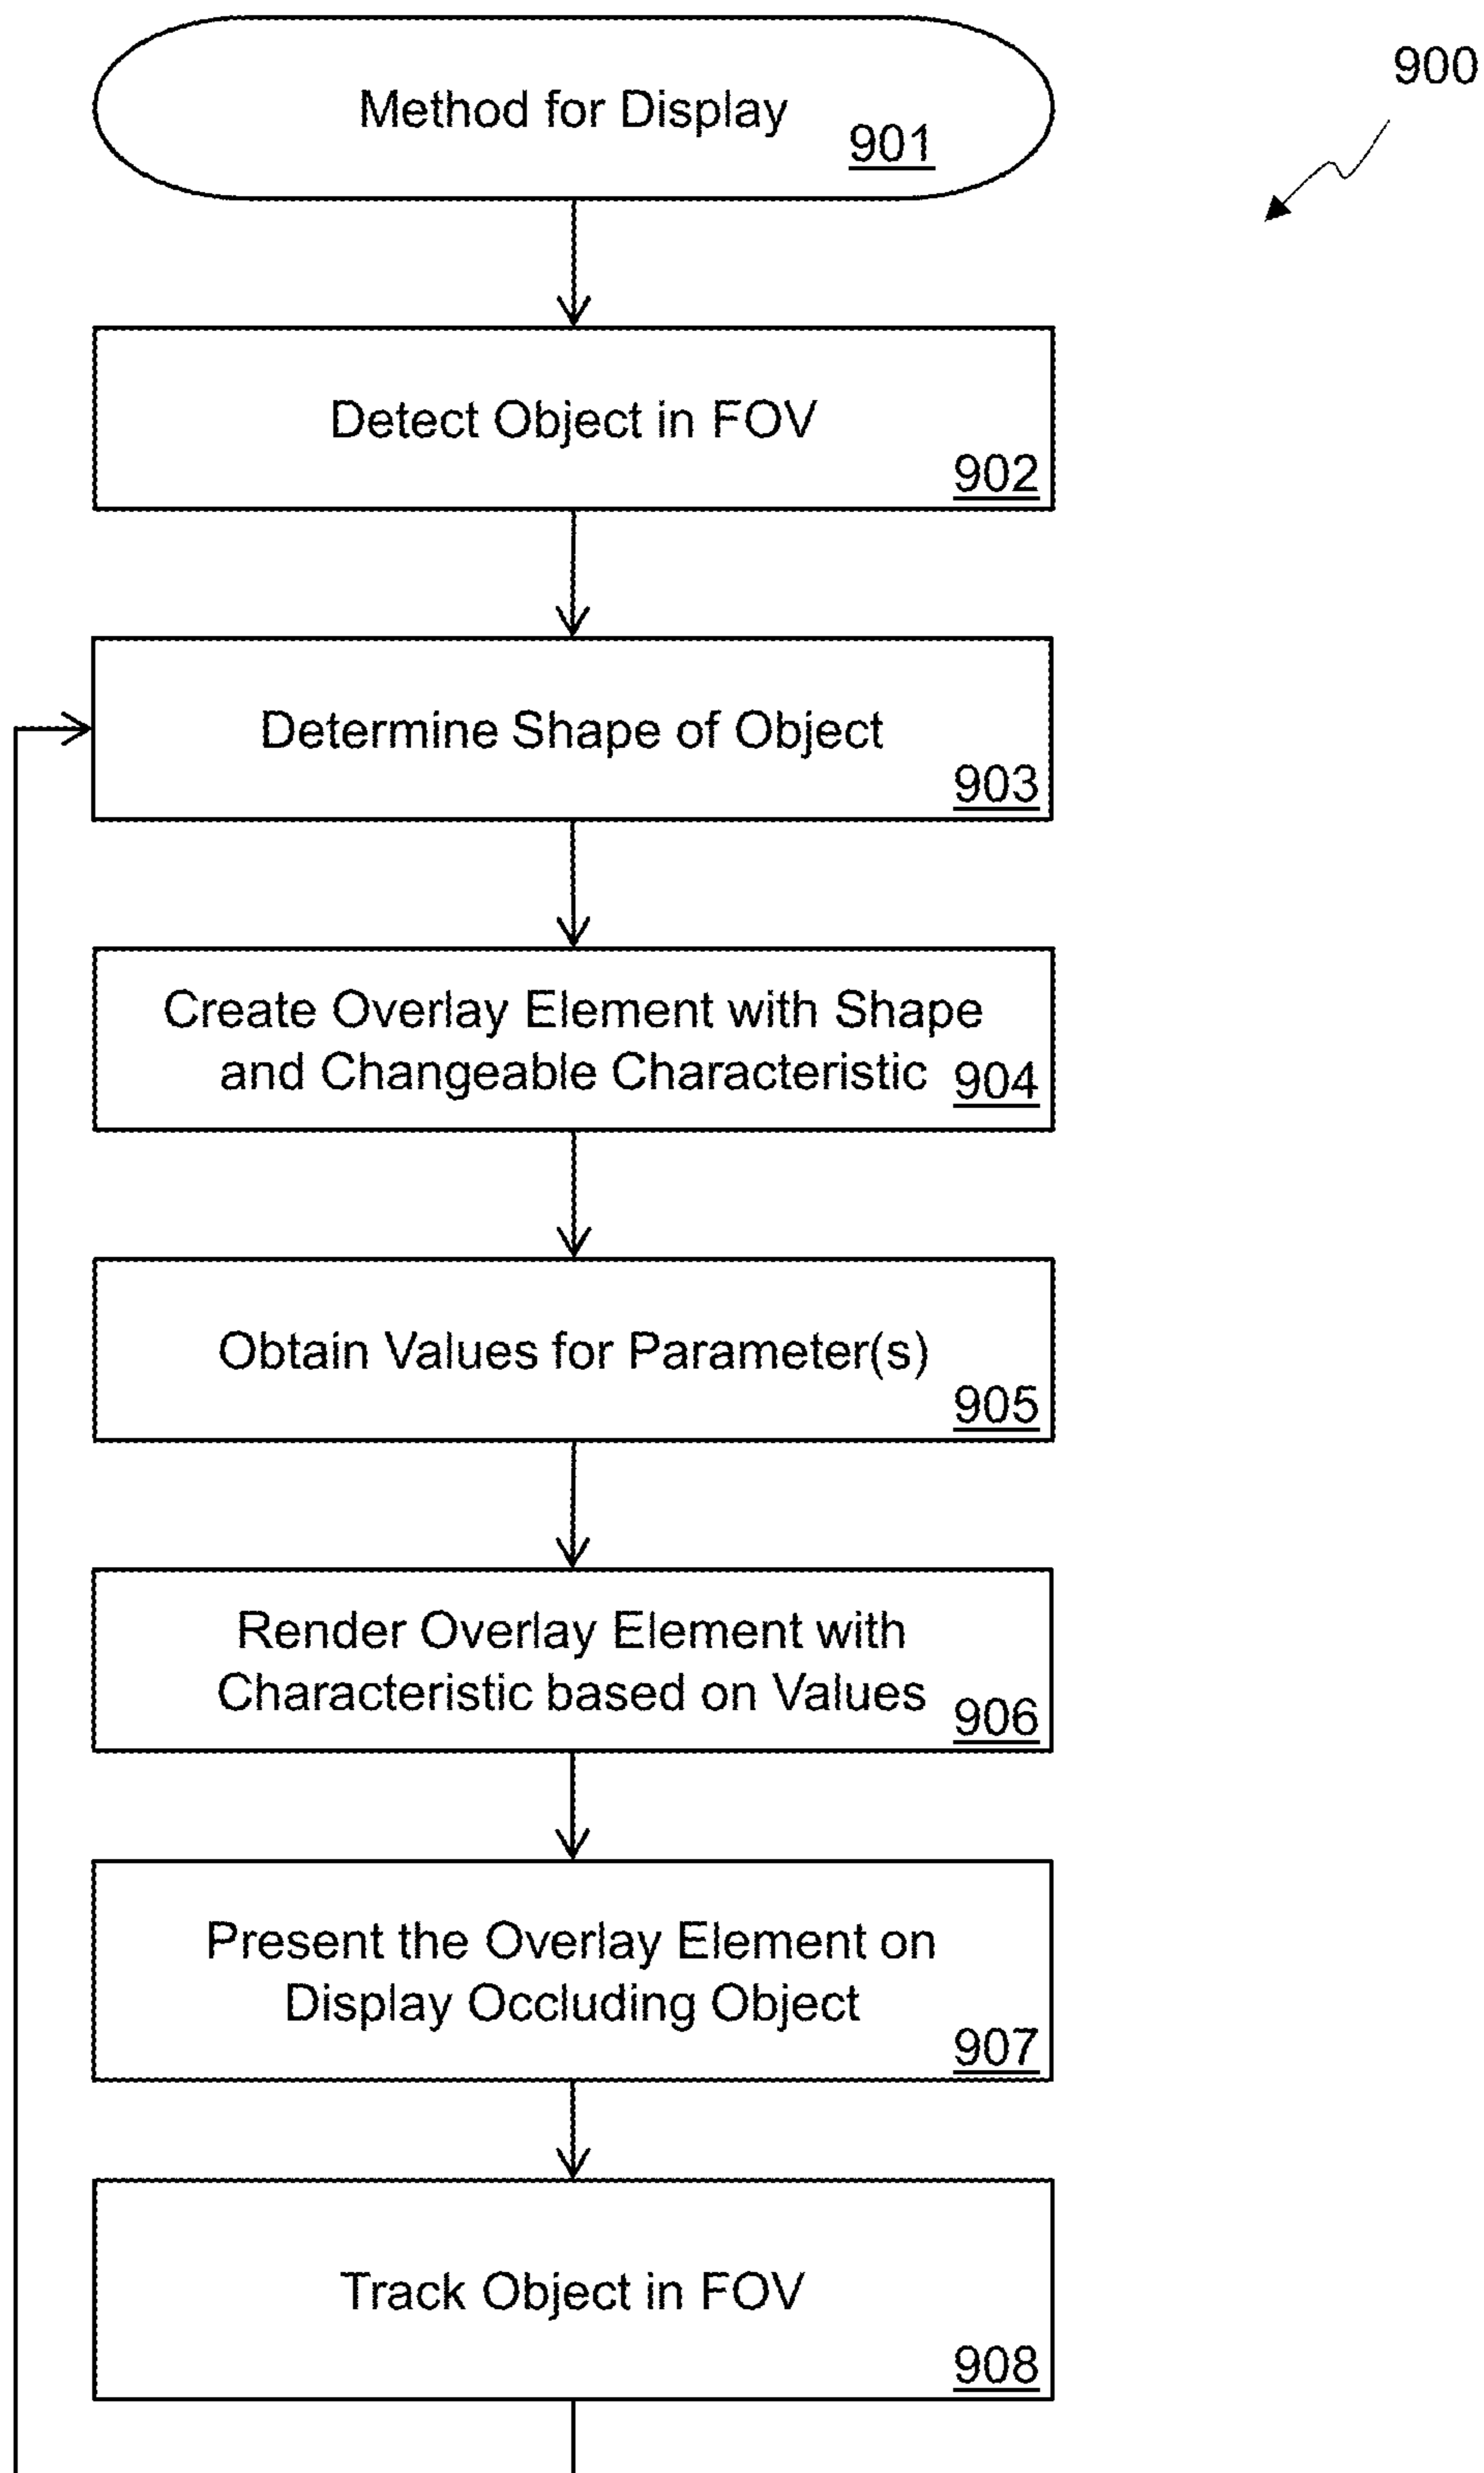 900
Method for Display
901
Detect Object in FOV
902
Determine Shape of Object
903
Create Overlay Element with Shape
and Changeable Characteristic
904
Obtain Values for Parameter(s)
905
Render Overlay Element with
Characteristic based on Values
906
Present the Overlay Element on
Display Occluding Object
907
Track Object in FOV
908